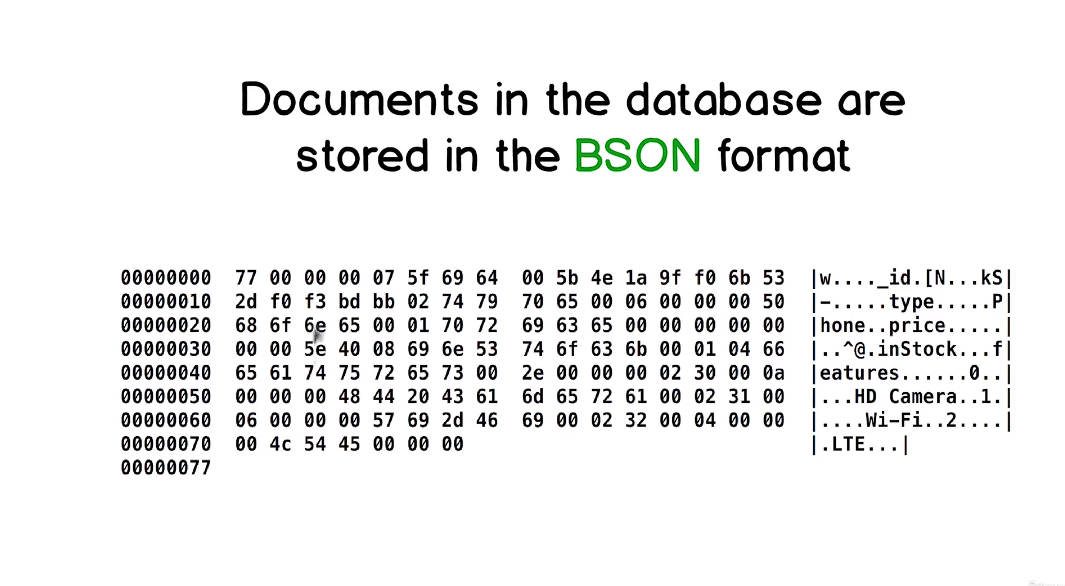 Documents in the database are
stored in the BSON format
00000000 77 00 00 00 07 5f 69 64 00 5b 4e 1a 9f f0 6b 53 |w...._id.[N...kS|
00000010 2d f0 f3 bd bb 02 74 79 70 65 00 06 00 00 00 50 |-.....type.....P|
00000020 68 6f 6e 65 00 01 70 72 69 63 65 00 00 00 00 00 |hone..price.....|
00000030 00 00 5e 40 08 69 6e 53 74 6f 63 6b 00 01 04 66 |..^@.inStock...f|
00000040 65 61 74 75 72 65 73 00 2e 00 00 00 02 30 00 0a |eatures......0..|
00000050 00 00 00 48 44 20 43 61 6d 65 72 61 00 02 31 00 |...HD Camera..1.|
00000060 06 00 00 00 57 69 2d 46 69 00 02 32 00 04 00 00 |....Wi-Fi..2....|
00000070 00 4c 54 45 00 00 00 |.LTE...|
00000077